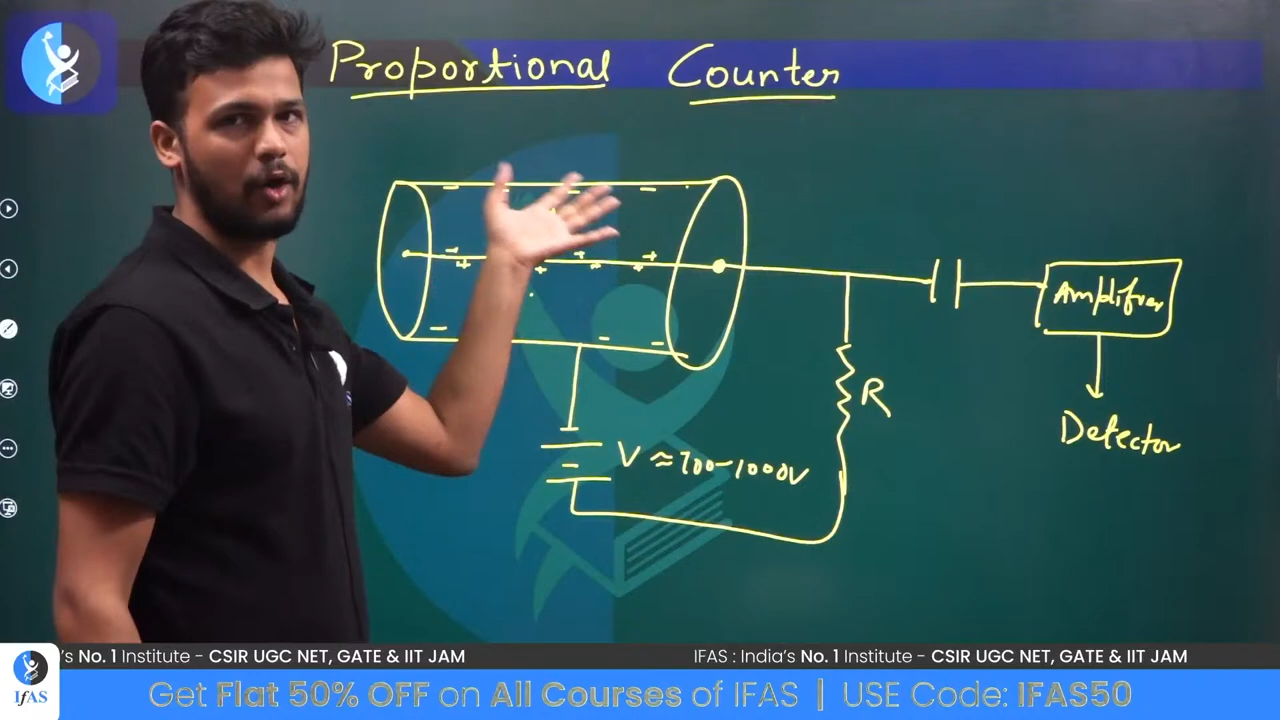 Proportional Counter
Amplifier
R
V ≈ 700-1000V
Detector
's No. 1 Institute - CSIR UGC NET, GATE & IIT JAM
IFAS : India's No. 1 Institute - CSIR UGC NET, GATE & IIT JAM
IfAS
Get Flat 50% OFF on All Courses of IFAS | USE Code: IFAS50